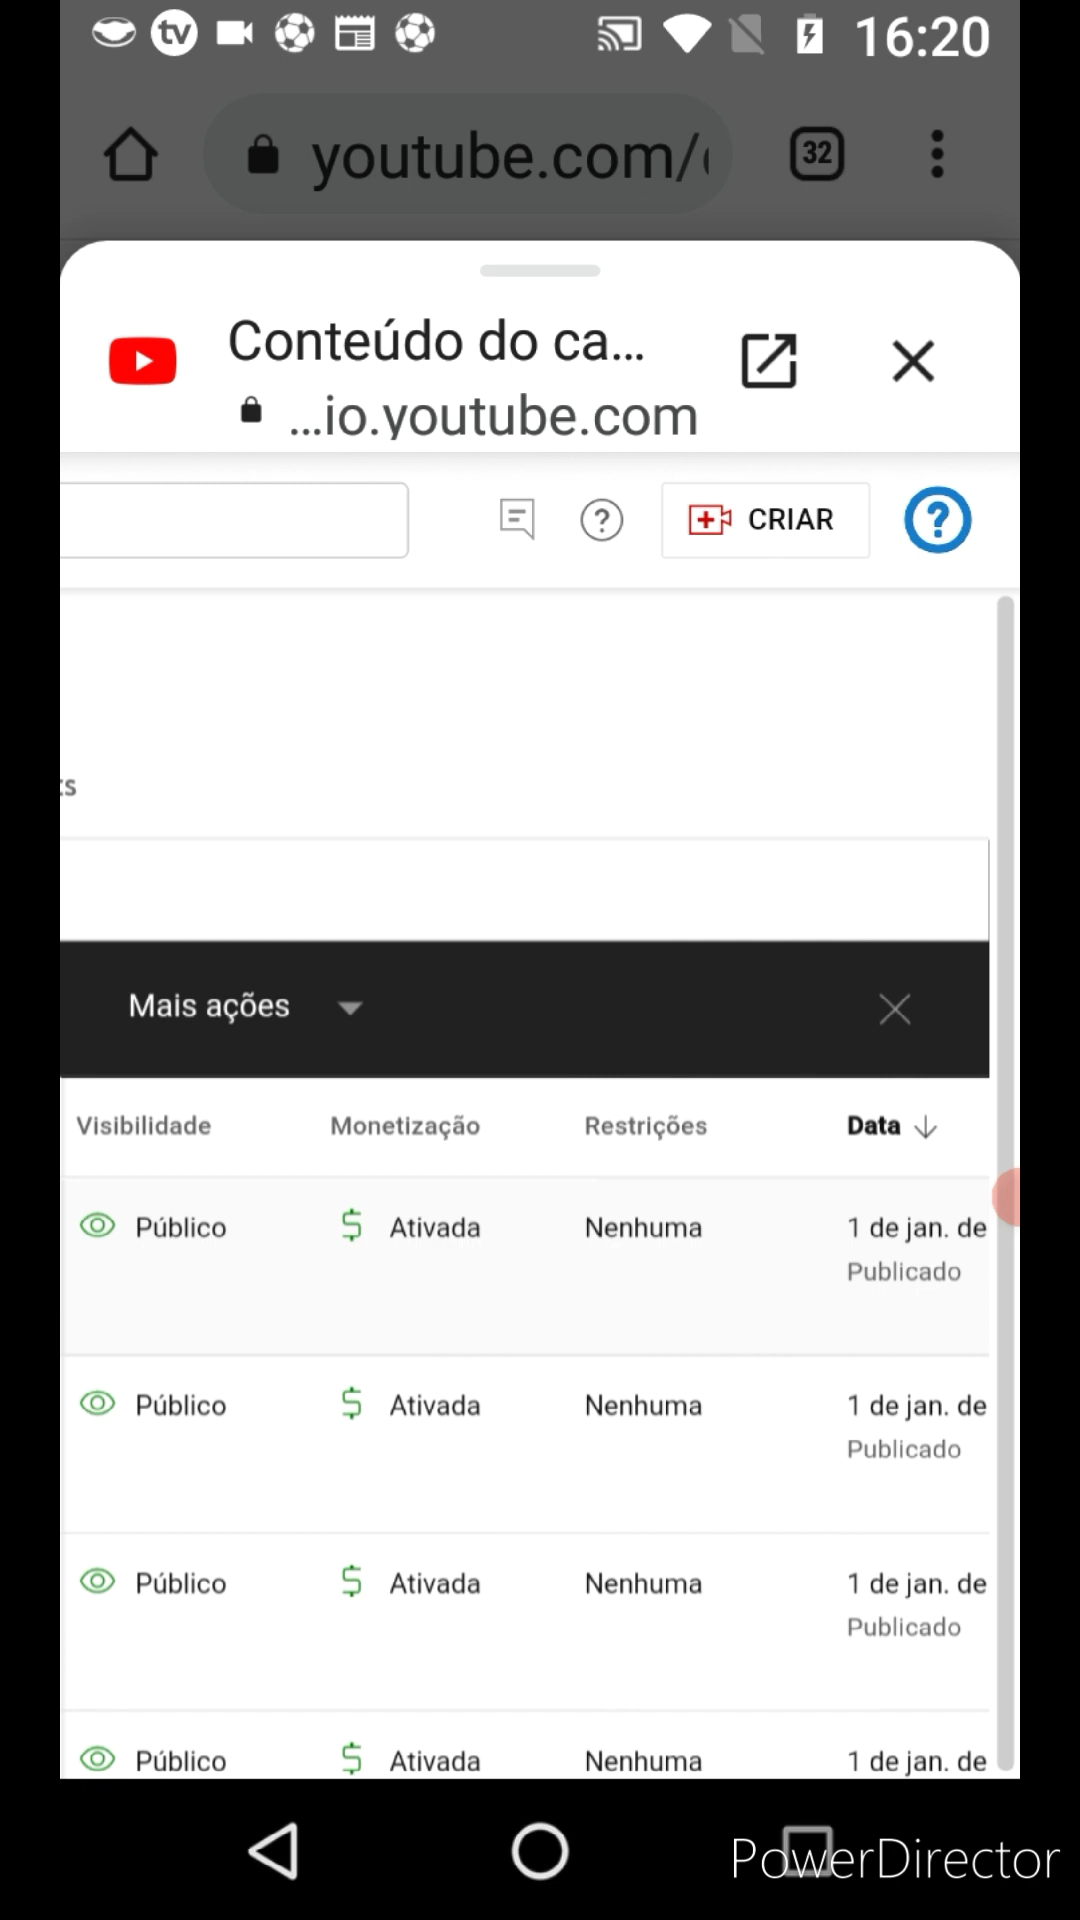 tv 16:20
youtube.com/
32
Conteúdo do ca...
...io.youtube.com
? CRIAR ?
ts
Mais ações
Visibilidade Monetização Restrições Data
Público $ Ativada Nenhuma 1 de jan. de
Publicado
Público $ Ativada Nenhuma 1 de jan. de
Publicado
Público $ Ativada Nenhuma 1 de jan. de
Publicado
Público $ Ativada Nenhuma 1 de jan. de
PowerDirector